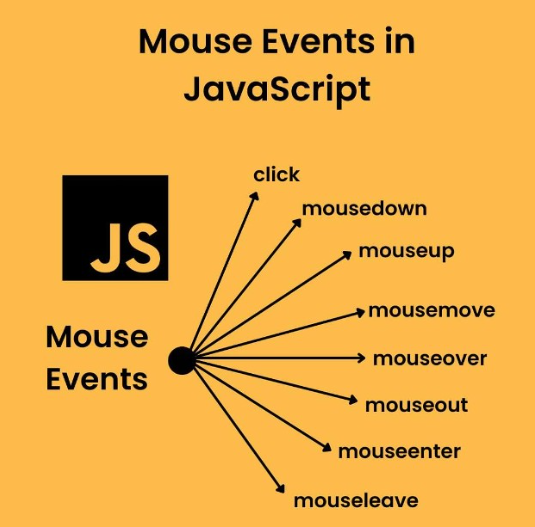 Mouse Events in
JavaScript
click
mousedown
JS
mouseup
mousemove
Mouse
Events
mouseover
mouseout
mouseenter
mouseleave